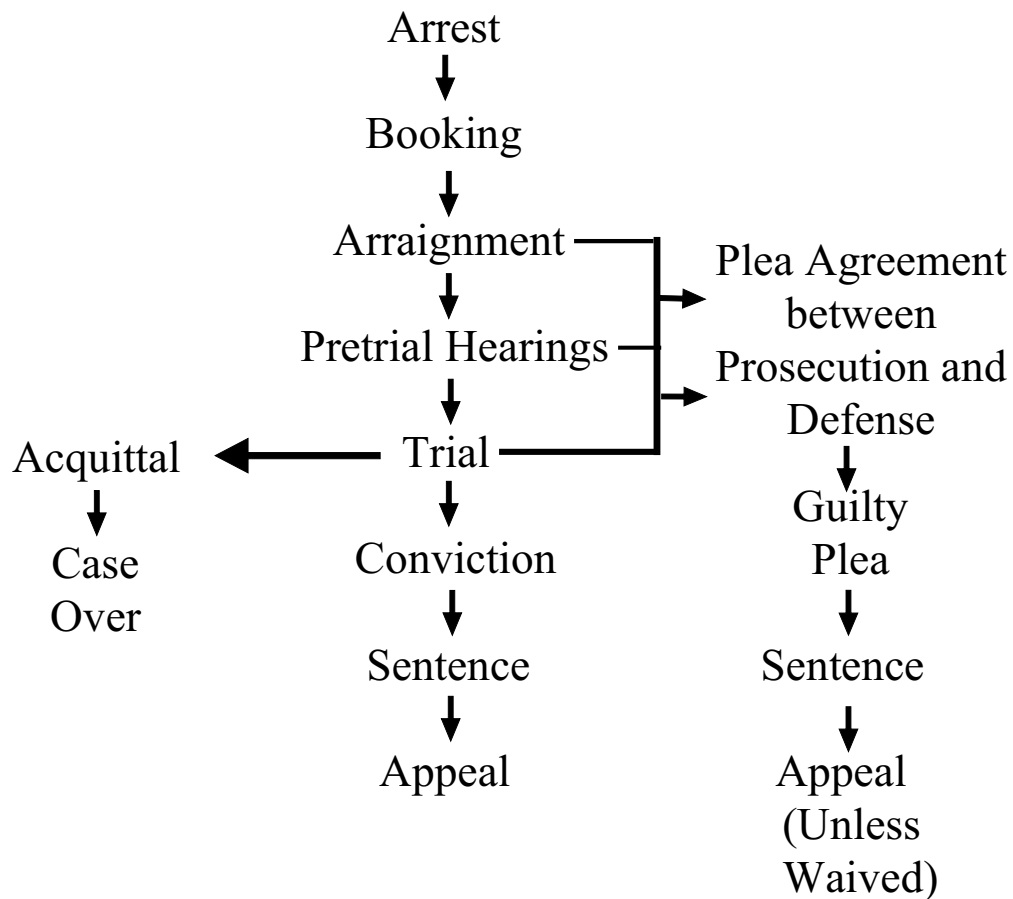 Arrest
Booking
Arraignment
Plea Agreement
between
Prosecution and
Defense
Pretrial Hearings
Trial
Acquittal
Case
Over
Conviction
Sentence
Appeal
Guilty
Plea
Sentence
Appeal
(Unless
Waived)